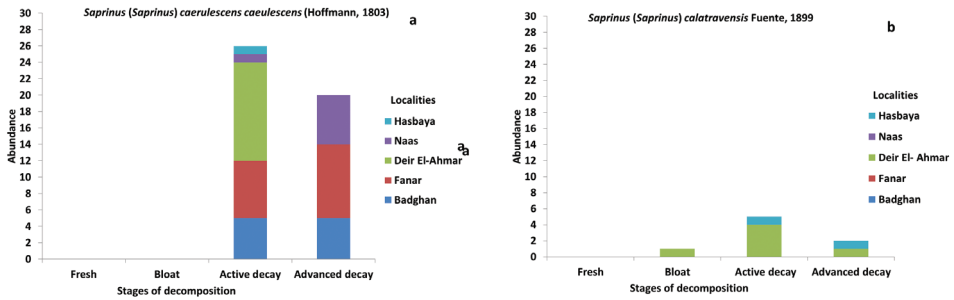 Saprinus (Saprinus) caerulescens caeulescens (Hoffmann, 1803)
a
30
28
26
24
22
20
18
16
14
12
10
8
6
4
2
0
Abundance
Fresh
Bloat
Active decay
Advanced decay
Stages of decomposition
Localities
Hasbaya
Naas
Deir El-Ahmar
Fanar
Badghan
a
a
Saprinus (Saprinus) calatravensis Fuente, 1899
b
30
28
26
24
22
20
18
16
14
12
10
8
6
4
2
0
Abundance
Fresh
Bloat
Active decay
Advanced decay
Stages of decomposition
Localities
Hasbaya
Naas
Deir El- Ahmar
Fanar
Badghan